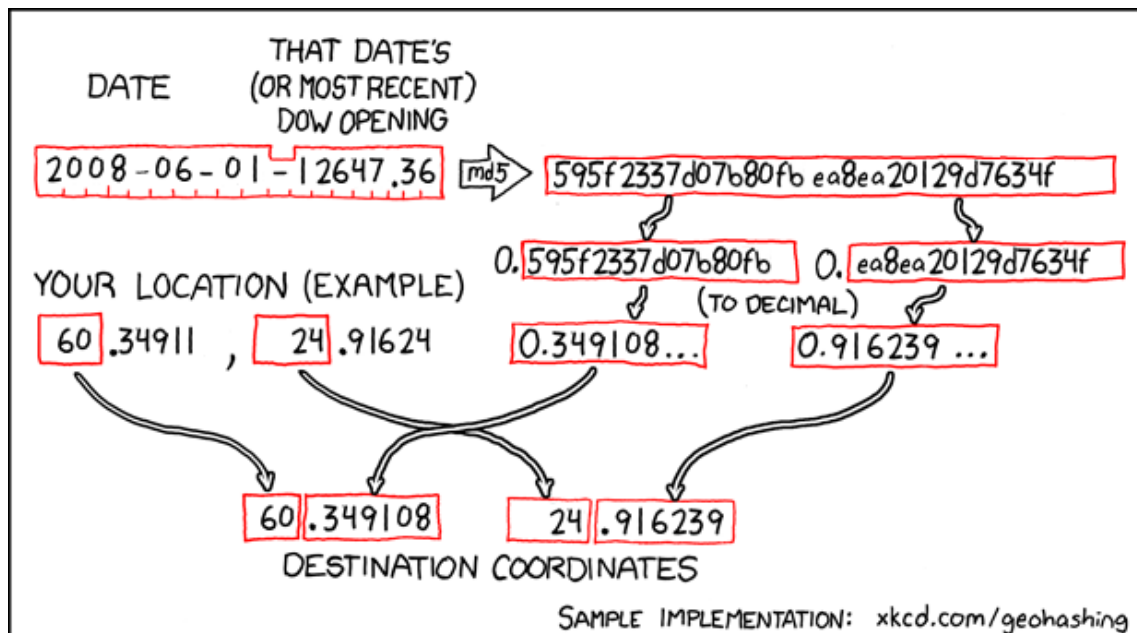 DATE
THAT DATE'S
(OR MOST RECENT)
DOW OPENING
2008-06-01-12647.36
md5
595f2337d07b80fb ea8ea20129d7634f
0.595f2337d07b80fb
0.ea8ea20129d7634f
YOUR LOCATION (EXAMPLE)
(TO DECIMAL)
60.34911, 24.91624
0.349108...
0.916239 ...
60.349108
24.916239
DESTINATION COORDINATES
SAMPLE IMPLEMENTATION: xkcd.com/geohashing